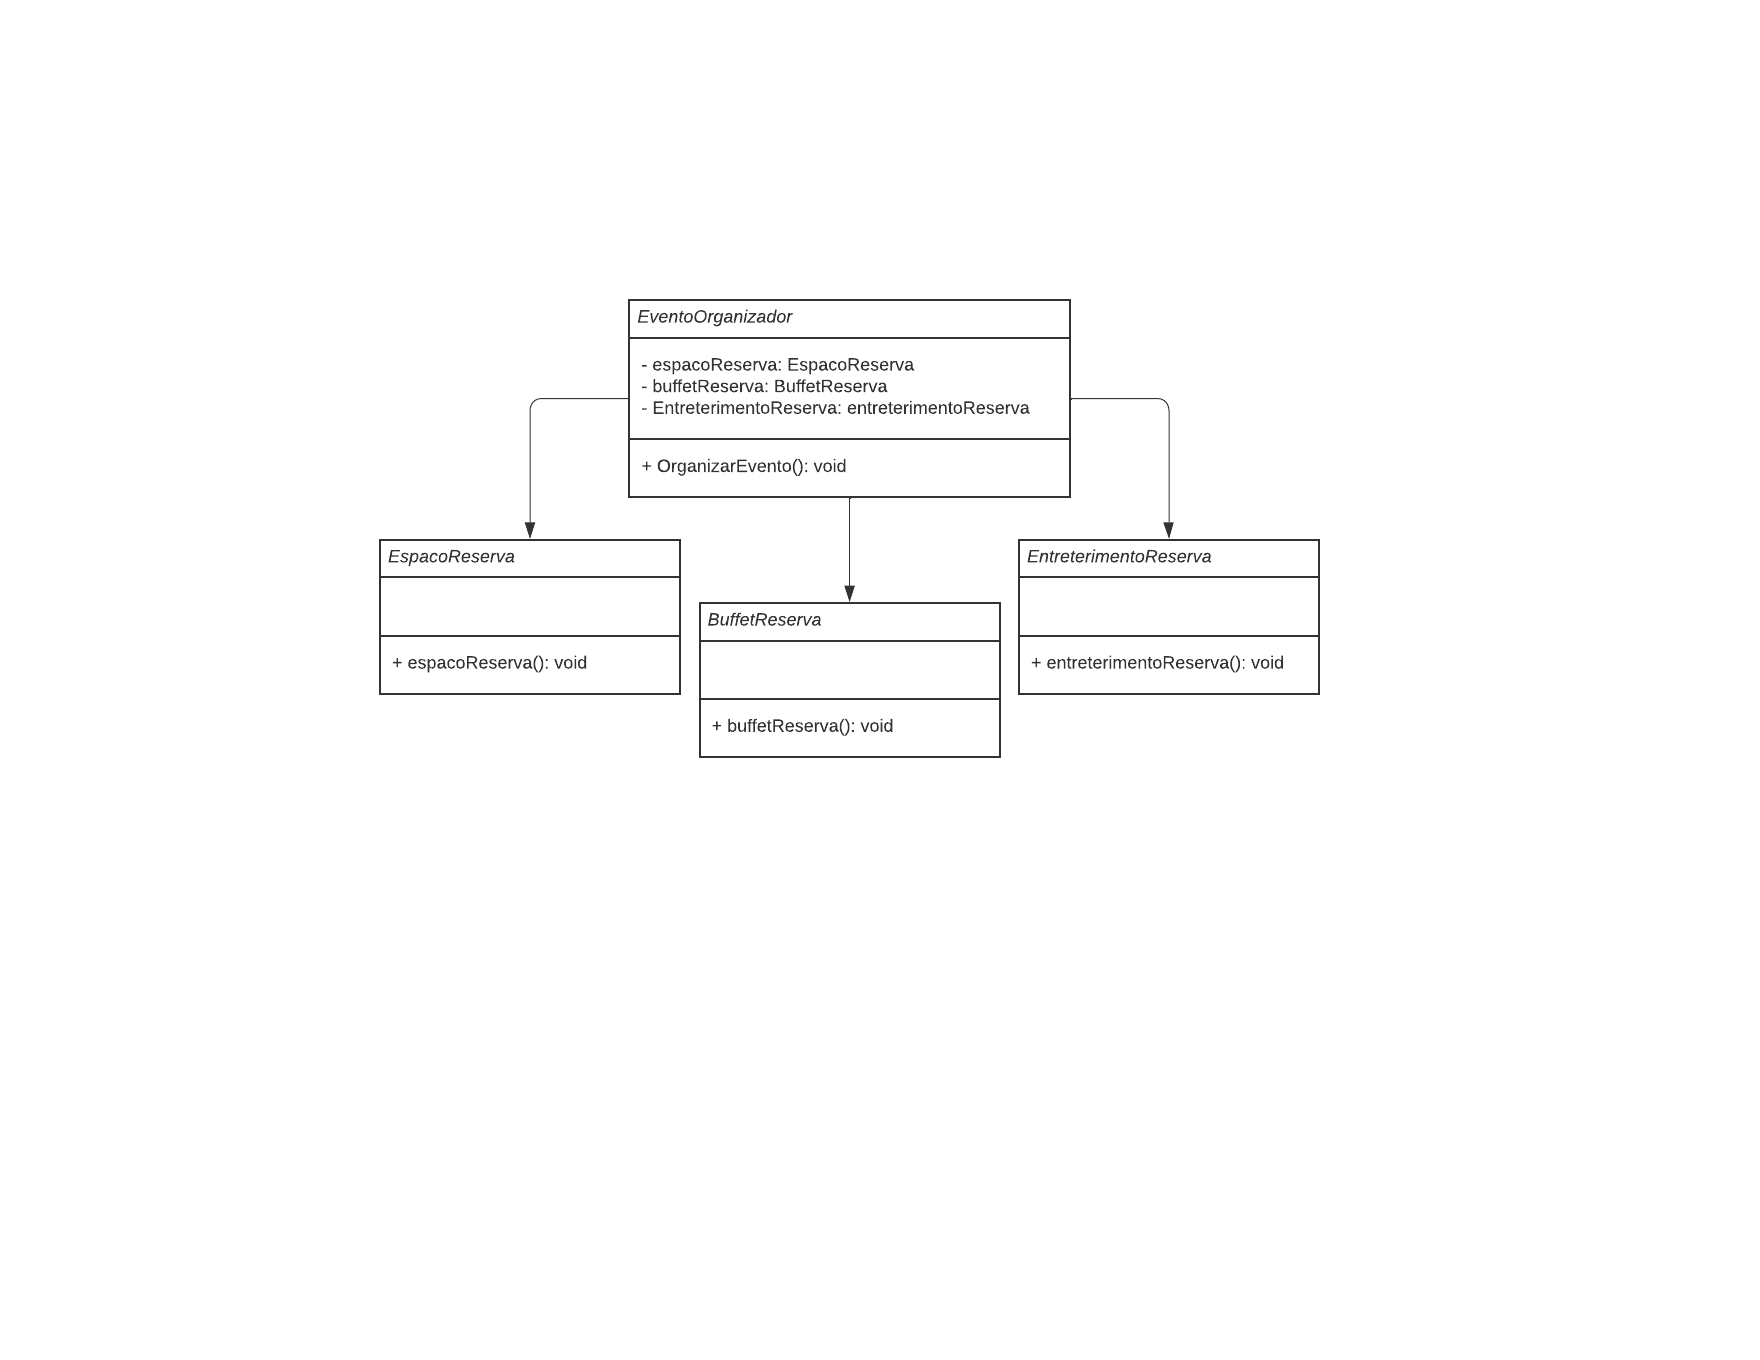 EventoOrganizador
- espacoReserva: EspacoReserva
- buffetReserva: BuffetReserva
- EntreterimentoReserva: entreterimentoReserva
+ OrganizarEvento(): void
EspacoReserva
+ espacoReserva(): void
BuffetReserva
+ buffetReserva(): void
EntreterimentoReserva
+ entreterimentoReserva(): void